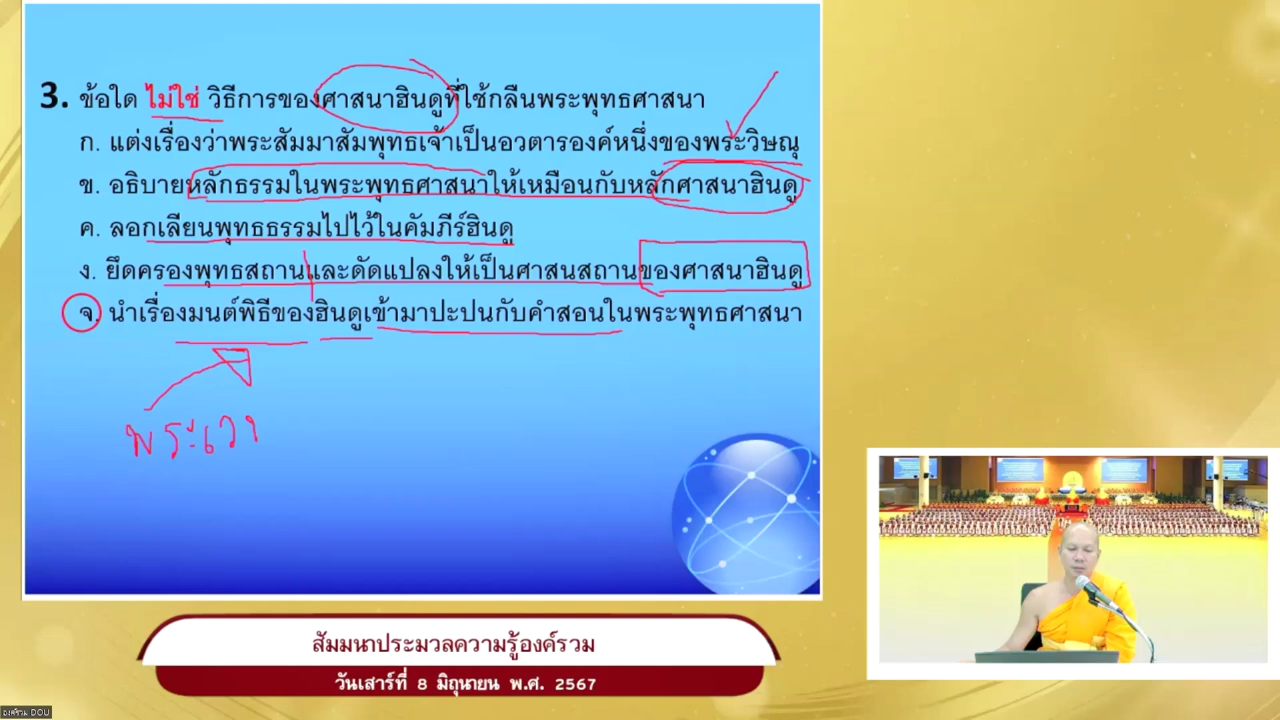 3. ข้อใด ไม่ใช่ วิธีการของศาสนาฮินดูที่ใช้กลืนพระพุทธศาสนา
ก. แต่งเรื่องว่าพระสัมมาสัมพุทธเจ้าเป็นอวตารองค์หนึ่งของพระวิษณุ
ข. อธิบายหลักธรรมในพระพุทธศาสนาให้เหมือนกับหลักศาสนาฮินดู
ค. ลอกเลียนพุทธธรรมไปไว้ในคัมภีร์ฮินดู
ง. ยึดครองพุทธสถานและดัดแปลงให้เป็นศาสนสถานของศาสนาฮินดู
จ. นำเรื่องมนต์พิธีของฮินดูเข้ามาปะปนกับคำสอนในพระพุทธศาสนา
สัมมนาประมวลความรู้องค์รวม
วันเสาร์ที่ 8 มิถุนายน พ.ศ. 2567
องค์รวม DOU